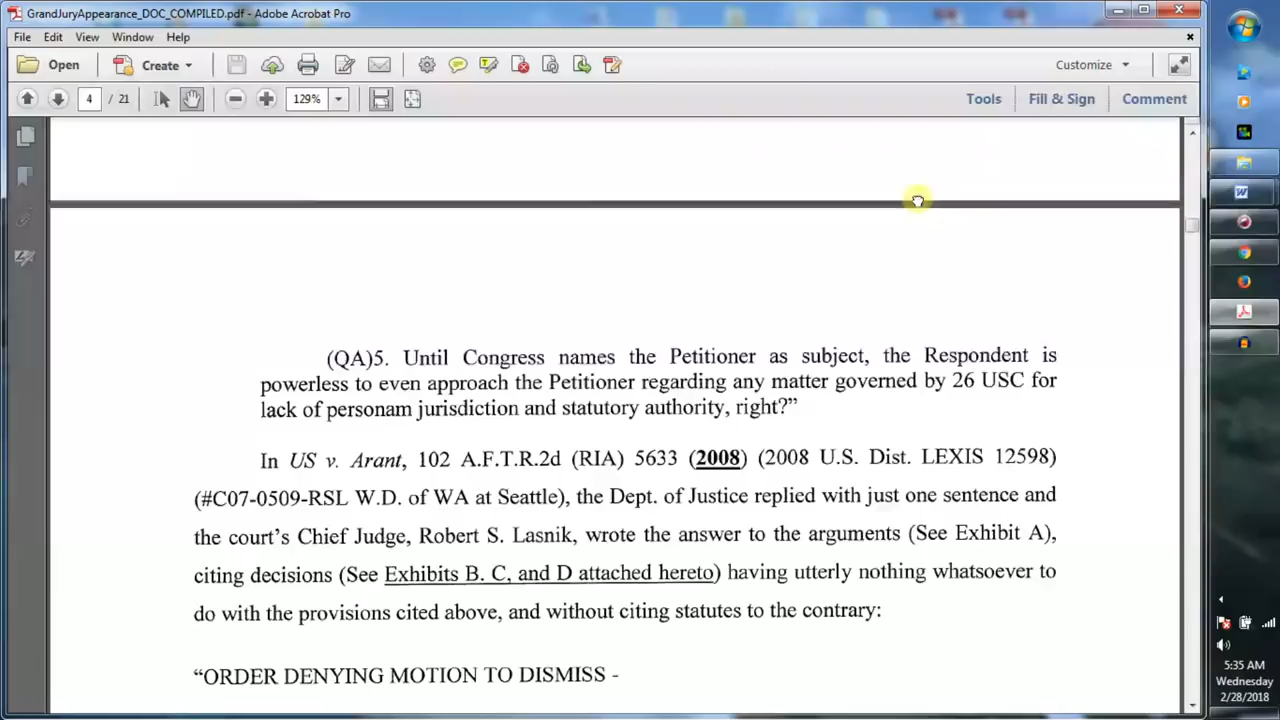 GrandJuryAppearance_DOC_COMPILED.pdf - Adobe Acrobat Pro
File Edit View Window Help
Open Create Customize
4 / 21 129% Tools Fill & Sign Comment
(QA)5. Until Congress names the Petitioner as subject, the Respondent is
powerless to even approach the Petitioner regarding any matter governed by 26 USC for
lack of personam jurisdiction and statutory authority, right?”
In US v. Arant, 102 A.F.T.R.2d (RIA) 5633 (2008) (2008 U.S. Dist. LEXIS 12598)
(#C07-0509-RSL W.D. of WA at Seattle), the Dept. of Justice replied with just one sentence and
the court’s Chief Judge, Robert S. Lasnik, wrote the answer to the arguments (See Exhibit A),
citing decisions (See Exhibits B. C, and D attached hereto) having utterly nothing whatsoever to
do with the provisions cited above, and without citing statutes to the contrary:
“ORDER DENYING MOTION TO DISMISS -
5:35 AM
Wednesday
2/28/2018